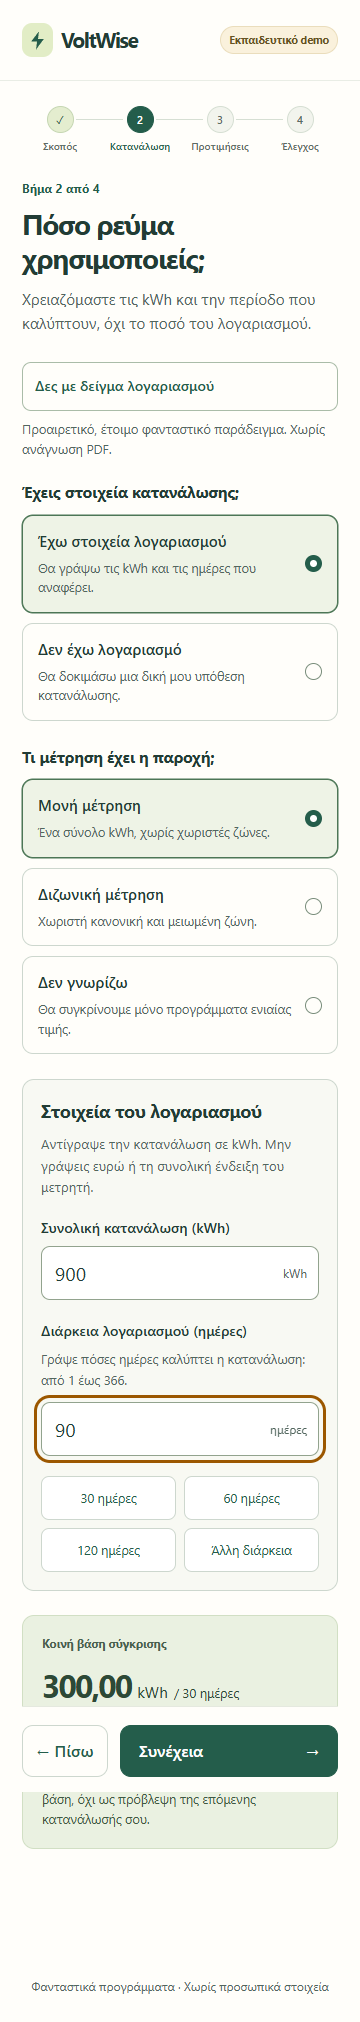 VoltWise
Εκπαιδευτικό demo
✓
2
3
4
Σκοπός
Κατανάλωση
Προτιμήσεις
Έλεγχος
Βήμα 2 από 4
Πόσο ρεύμα
χρησιμοποιείς;
Χρειαζόμαστε τις kWh και την περίοδο που
καλύπτουν, όχι το ποσό του λογαριασμού.
Δες με δείγμα λογαριασμού
Προαιρετικό, έτοιμο φανταστικό παράδειγμα. Χωρίς
ανάγνωση PDF.
Έχεις στοιχεία κατανάλωσης;
Έχω στοιχεία λογαριασμού
Θα γράψω τις kWh και τις ημέρες που
αναφέρει.
Δεν έχω λογαριασμό
Θα δοκιμάσω μια δική μου υπόθεση
κατανάλωσης.
Τι μέτρηση έχει η παροχή;
Μονή μέτρηση
Ένα σύνολο kWh, χωρίς χωριστές ζώνες.
Διζωνική μέτρηση
Χωριστή κανονική και μειωμένη ζώνη.
Δεν γνωρίζω
Θα συγκρίνουμε μόνο προγράμματα ενιαίας
τιμής.
Στοιχεία του λογαριασμού
Αντίγραψε την κατανάλωση σε kWh. Μην
γράψεις ευρώ ή τη συνολική ένδειξη του
μετρητή.
Συνολική κατανάλωση (kWh)
900 kWh
Διάρκεια λογαριασμού (ημέρες)
Γράψε πόσες ημέρες καλύπτει η κατανάλωση:
από 1 έως 366.
90 ημέρες
30 ημέρες
60 ημέρες
120 ημέρες
Άλλη διάρκεια
Κοινή βάση σύγκρισης
300,00 kWh / 30 ημέρες
← Πίσω
Συνέχεια →
βάση, όχι ως πρόβλεψη της επόμενης
κατανάλωσής σου.
Φανταστικά προγράμματα · Χωρίς προσωπικά στοιχεία